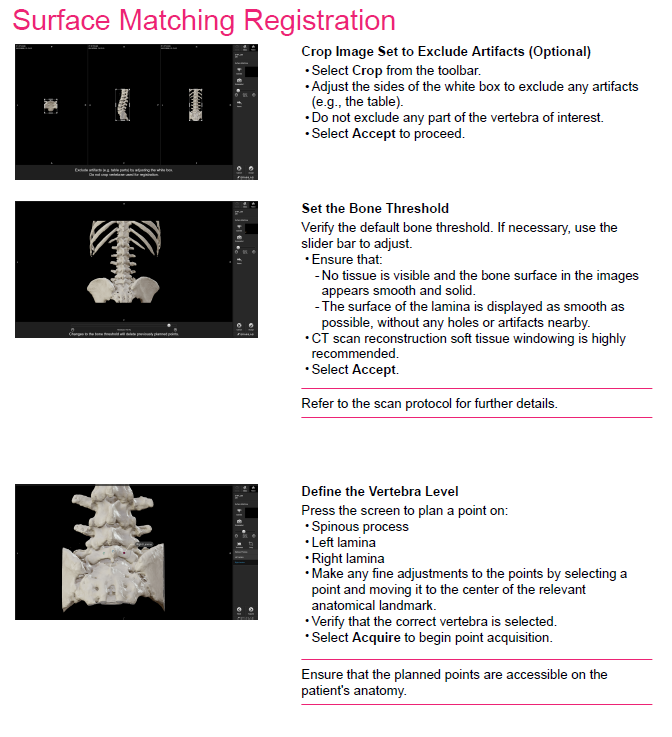 Surface Matching Registration
Crop Image Set to Exclude Artifacts (Optional)
• Select Crop from the toolbar.
• Adjust the sides of the white box to exclude any artifacts
(e.g., the table).
• Do not exclude any part of the vertebra of interest.
• Select Accept to proceed.
Exclude artifacts (e.g. table parts) by adjusting the white box.
Do not crop vertebrae used for registration.
Set the Bone Threshold
Verify the default bone threshold. If necessary, use the
slider bar to adjust.
• Ensure that:
- No tissue is visible and the bone surface in the images
appears smooth and solid.
- The surface of the lamina is displayed as smooth as
possible, without any holes or artifacts nearby.
• CT scan reconstruction soft tissue windowing is highly
recommended.
• Select Accept.
Changes to the bone threshold will delete previously planned points.
Refer to the scan protocol for further details.
Define the Vertebra Level
Press the screen to plan a point on:
• Spinous process
• Left lamina
• Right lamina
• Make any fine adjustments to the points by selecting a
point and moving it to the center of the relevant
anatomical landmark.
• Verify that the correct vertebra is selected.
• Select Acquire to begin point acquisition.
Ensure that the planned points are accessible on the
patient's anatomy.